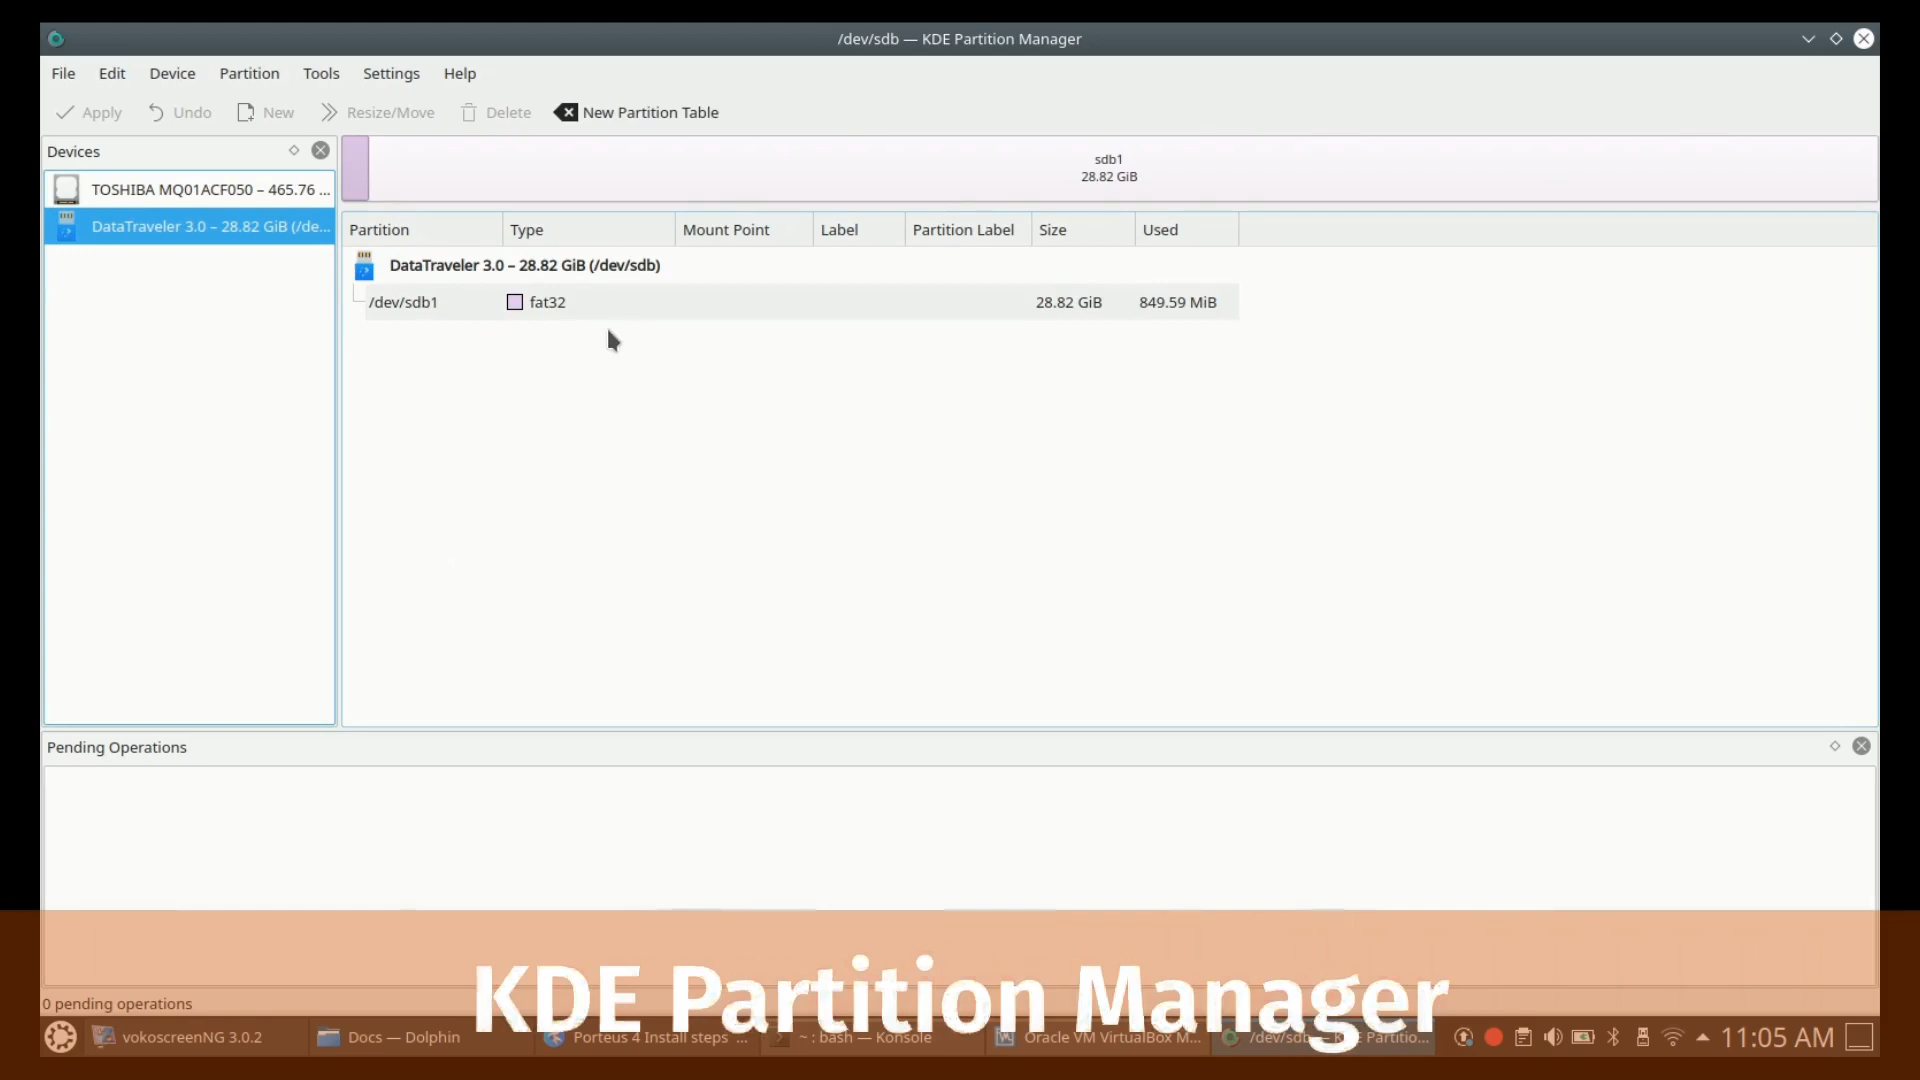 /dev/sdb — KDE Partition Manager
File Edit Device Partition Tools Settings Help
Apply Undo New Resize/Move Delete New Partition Table
Devices
TOSHIBA MQ01ACF050 – 465.76 ...
DataTraveler 3.0 – 28.82 GiB (/de...
sdb1
28.82 GiB
Partition Type Mount Point Label Partition Label Size Used
DataTraveler 3.0 – 28.82 GiB (/dev/sdb)
/dev/sdb1 fat32 28.82 GiB 849.59 MiB
Pending Operations
KDE Partition Manager
0 pending operations
vokoscreenNG 3.0.2 Docs — Dolphin Porteus 4 Install steps ... ~ : bash — Konsole Oracle VM VirtualBox M... /dev/sdb — KDE Partitio... 11:05 AM